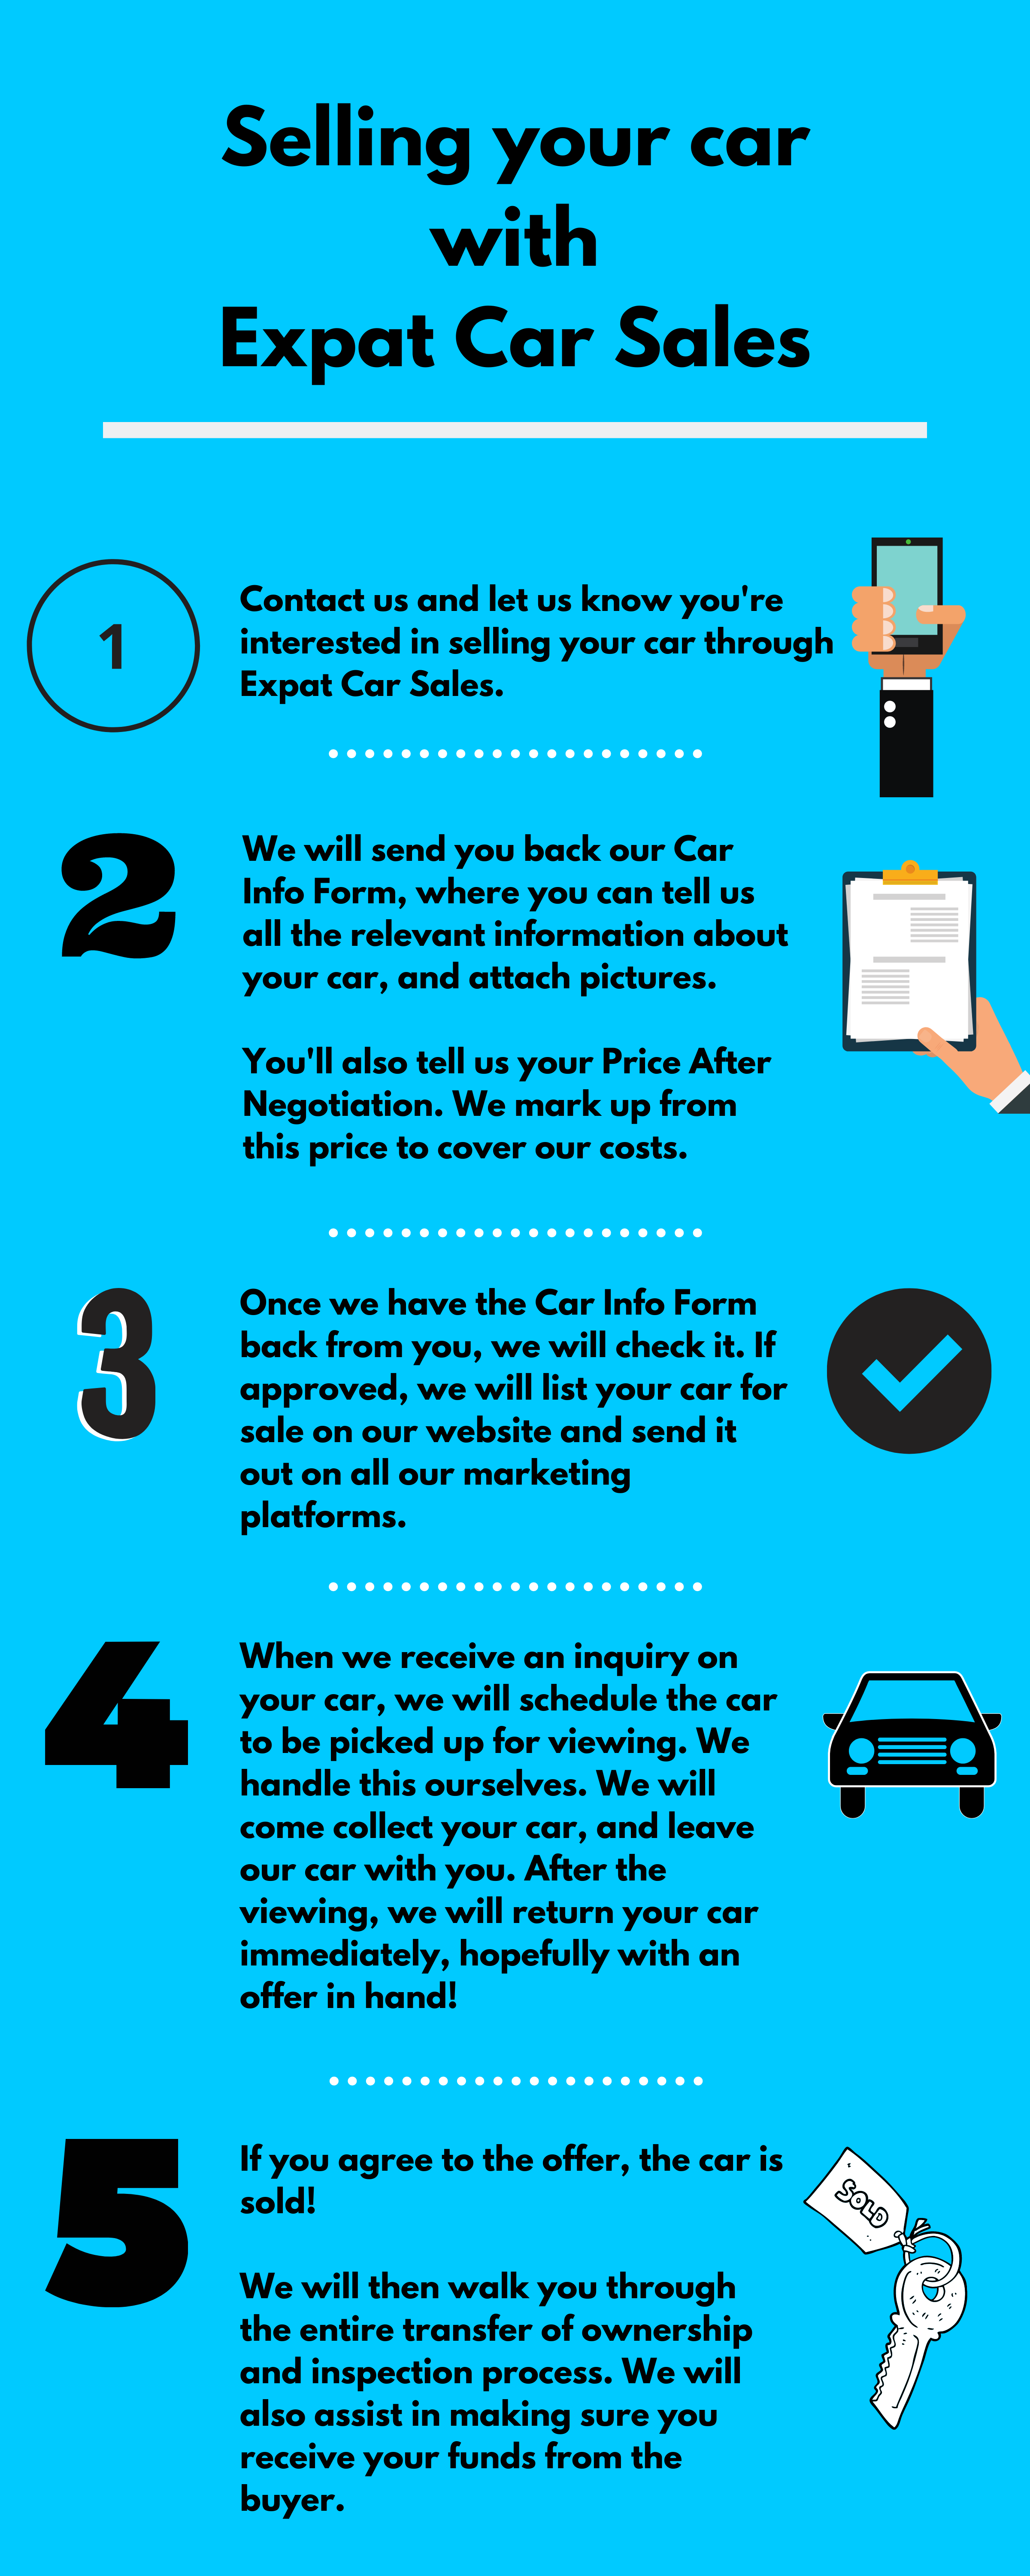 Selling your car
with
Expat Car Sales
1
Contact us and let us know you're
interested in selling your car through
Expat Car Sales.
2
We will send you back our Car
Info Form, where you can tell us
all the relevant information about
your car, and attach pictures.
You'll also tell us your Price After
Negotiation. We mark up from
this price to cover our costs.
3
Once we have the Car Info Form
back from you, we will check it. If
approved, we will list your car for
sale on our website and send it
out on all our marketing
platforms.
4
When we receive an inquiry on
your car, we will schedule the car
to be picked up for viewing. We
handle this ourselves. We will
come collect your car, and leave
our car with you. After the
viewing, we will return your car
immediately, hopefully with an
offer in hand!
5
If you agree to the offer, the car is
sold!
SOLD
We will then walk you through
the entire transfer of ownership
and inspection process. We will
also assist in making sure you
receive your funds from the
buyer.